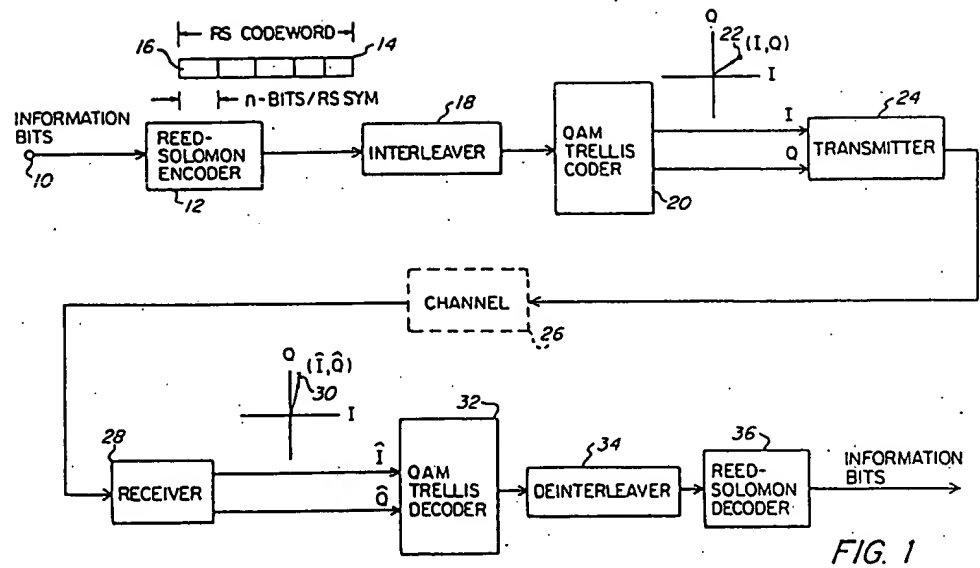 RS CODEWORD
16
14
n-BITS/RS SYM
INFORMATION
BITS
10
REED-
SOLOMON
ENCODER
12
18
INTERLEAVER
QAM
TRELLIS
CODER
20
Q
22
(I,Q)
I
I
Q
24
TRANSMITTER
CHANNEL
26
Q
(Î,Q̂)
30
I
28
RECEIVER
Î
Q̂
32
QAM
TRELLIS
DECODER
34
DEINTERLEAVER
36
REED-
SOLOMON
DECODER
INFORMATION
BITS
FIG. 1